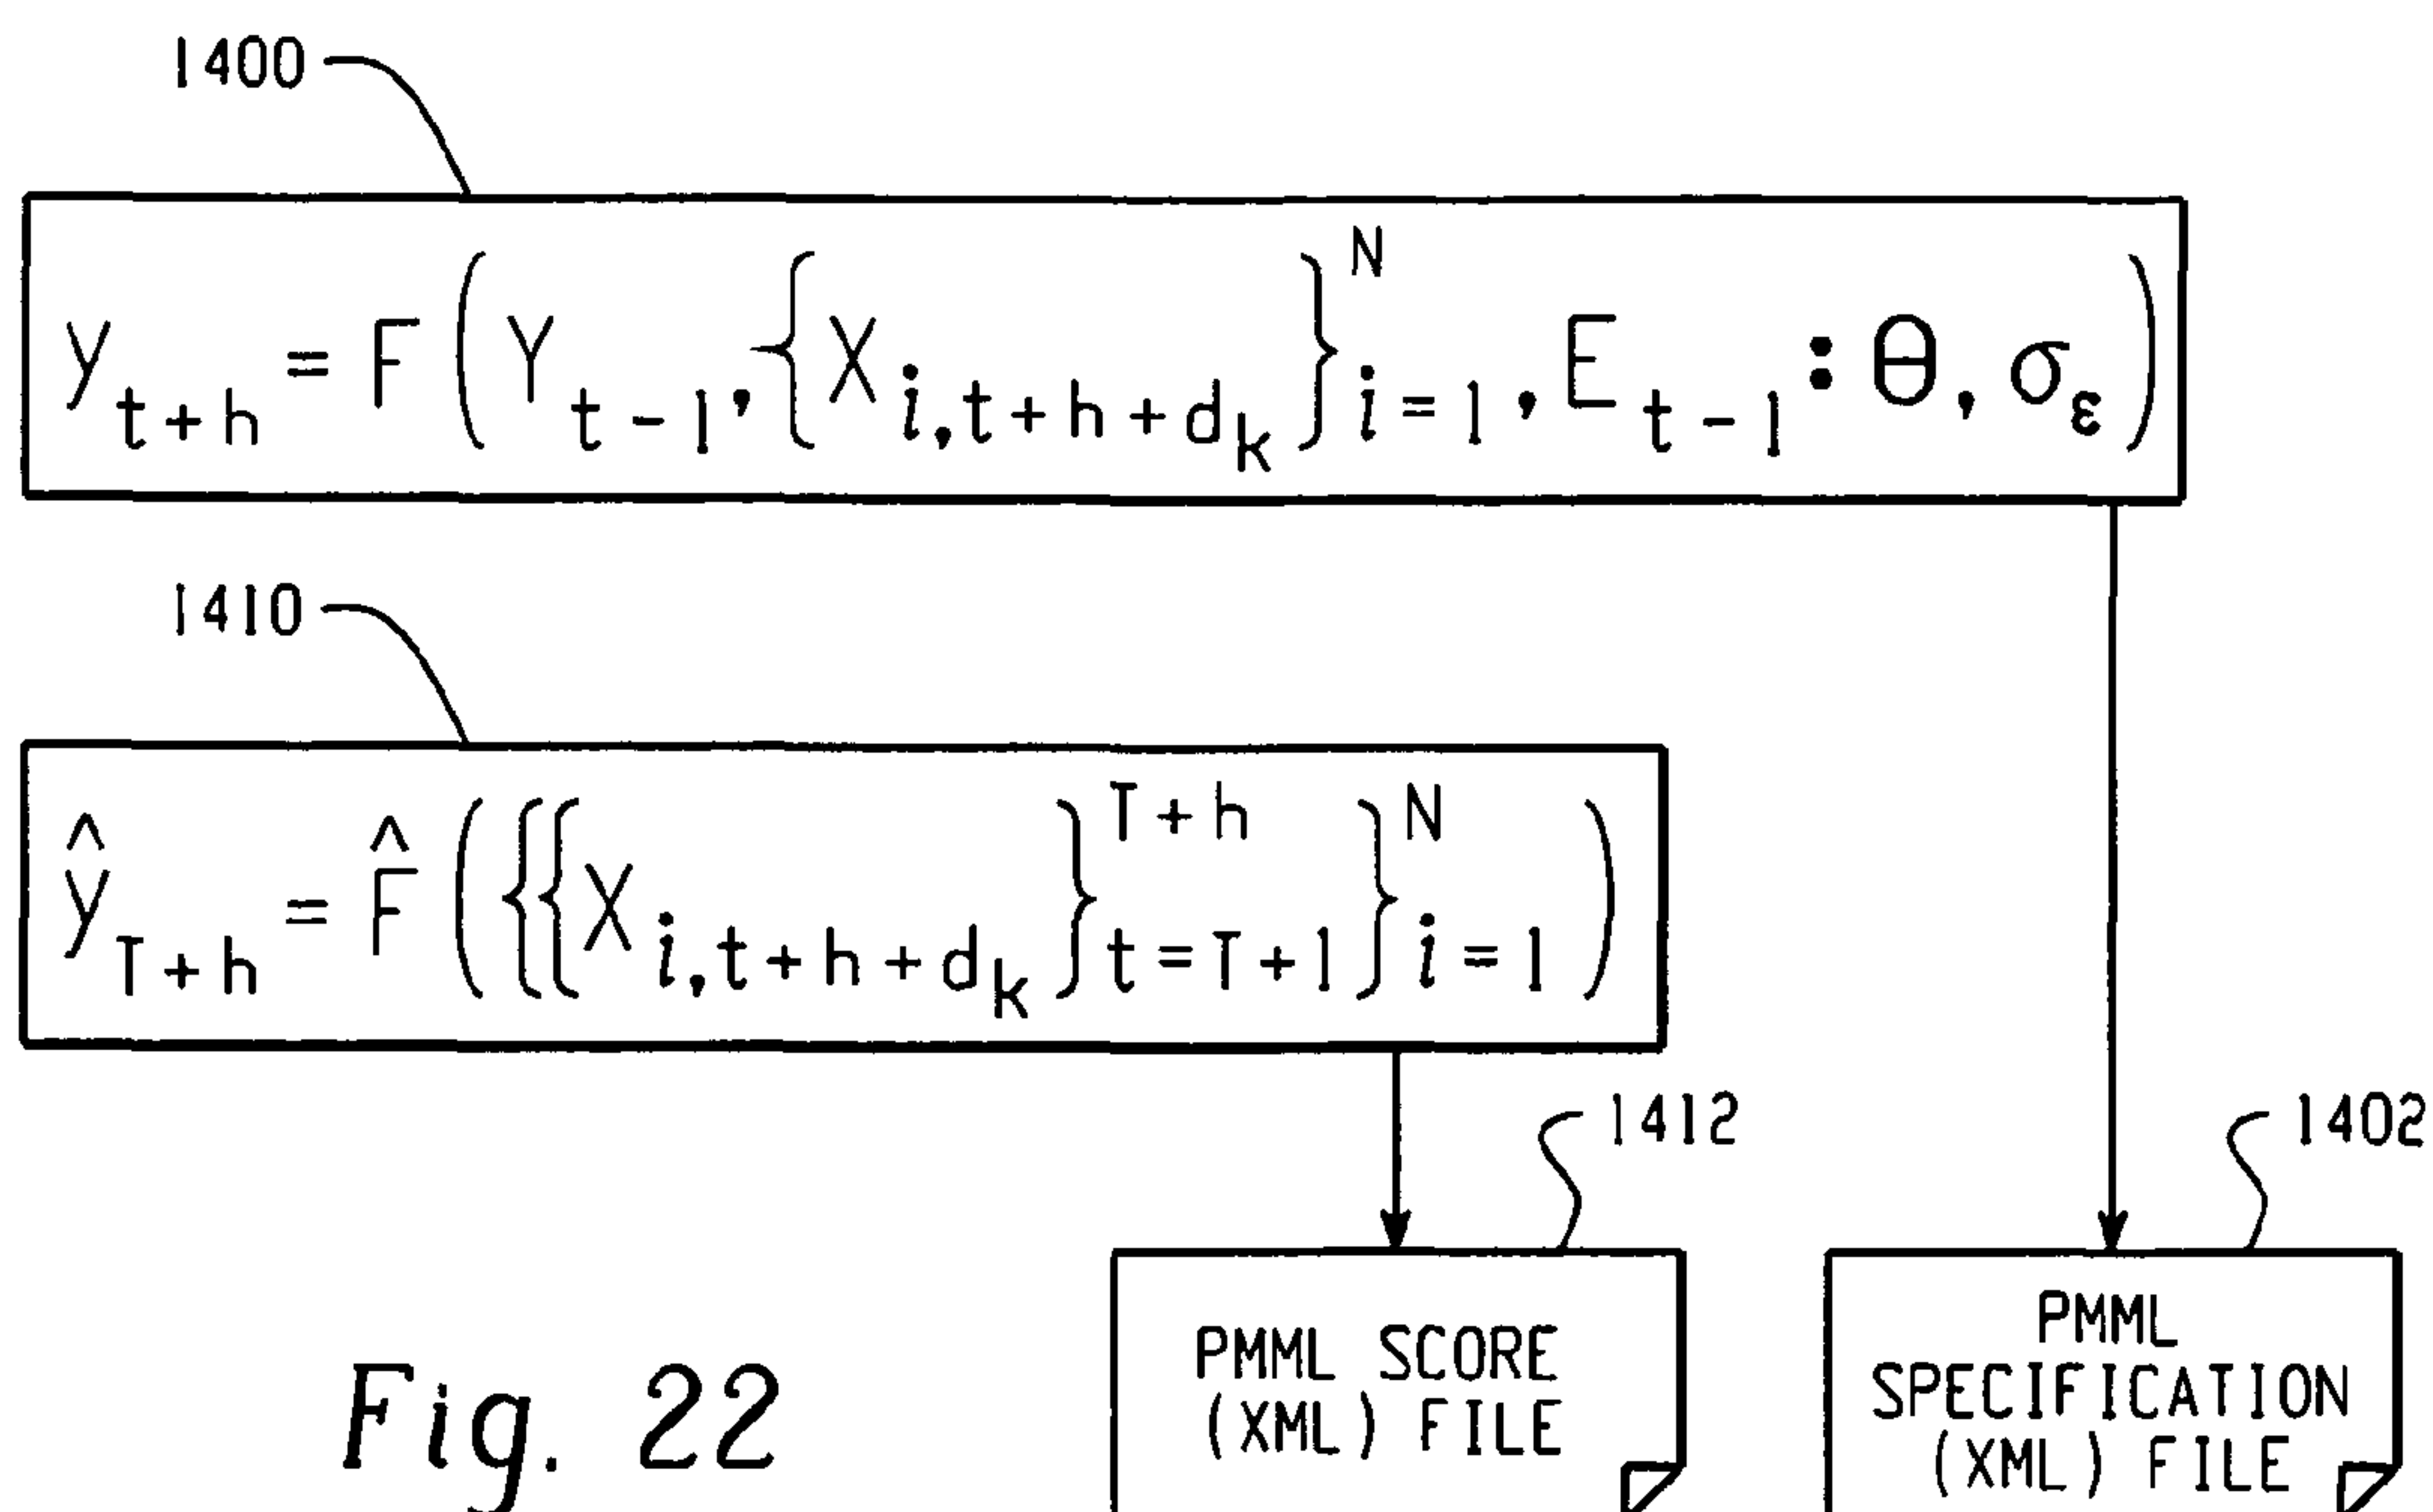 1400
y_{t+h} = F(Y_{t-1}, {X_{i,t+h+d_k}}^N_{i=1}, E_{t-1} : Θ, σ_ε)
1410
ŷ_{T+h} = F̂({{X_{i,t+h+d_k}}^{T+h}_{t=T+1}}^N_{i=1})
1412
1402
PMML SCORE
(XML) FILE
PMML
SPECIFICATION
(XML) FILE
Fig. 22